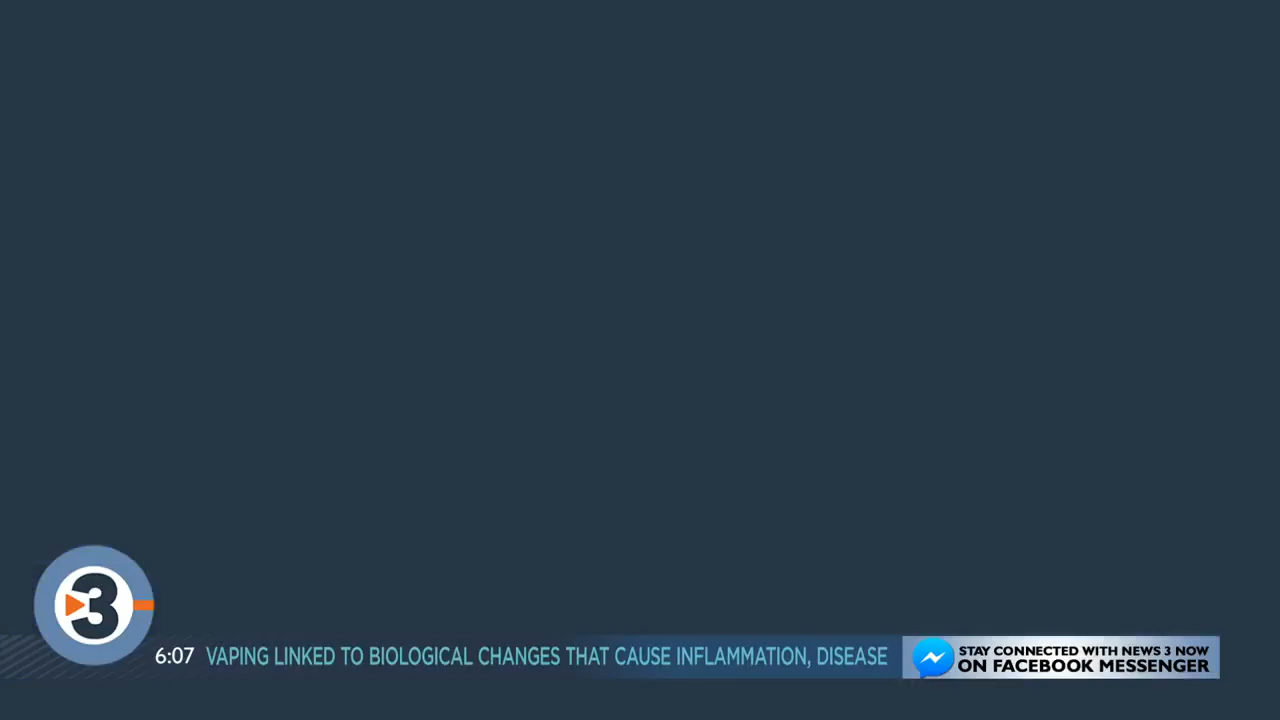 3
6:07 VAPING LINKED TO BIOLOGICAL CHANGES THAT CAUSE INFLAMMATION, DISEASE
STAY CONNECTED WITH NEWS 3 NOW
ON FACEBOOK MESSENGER